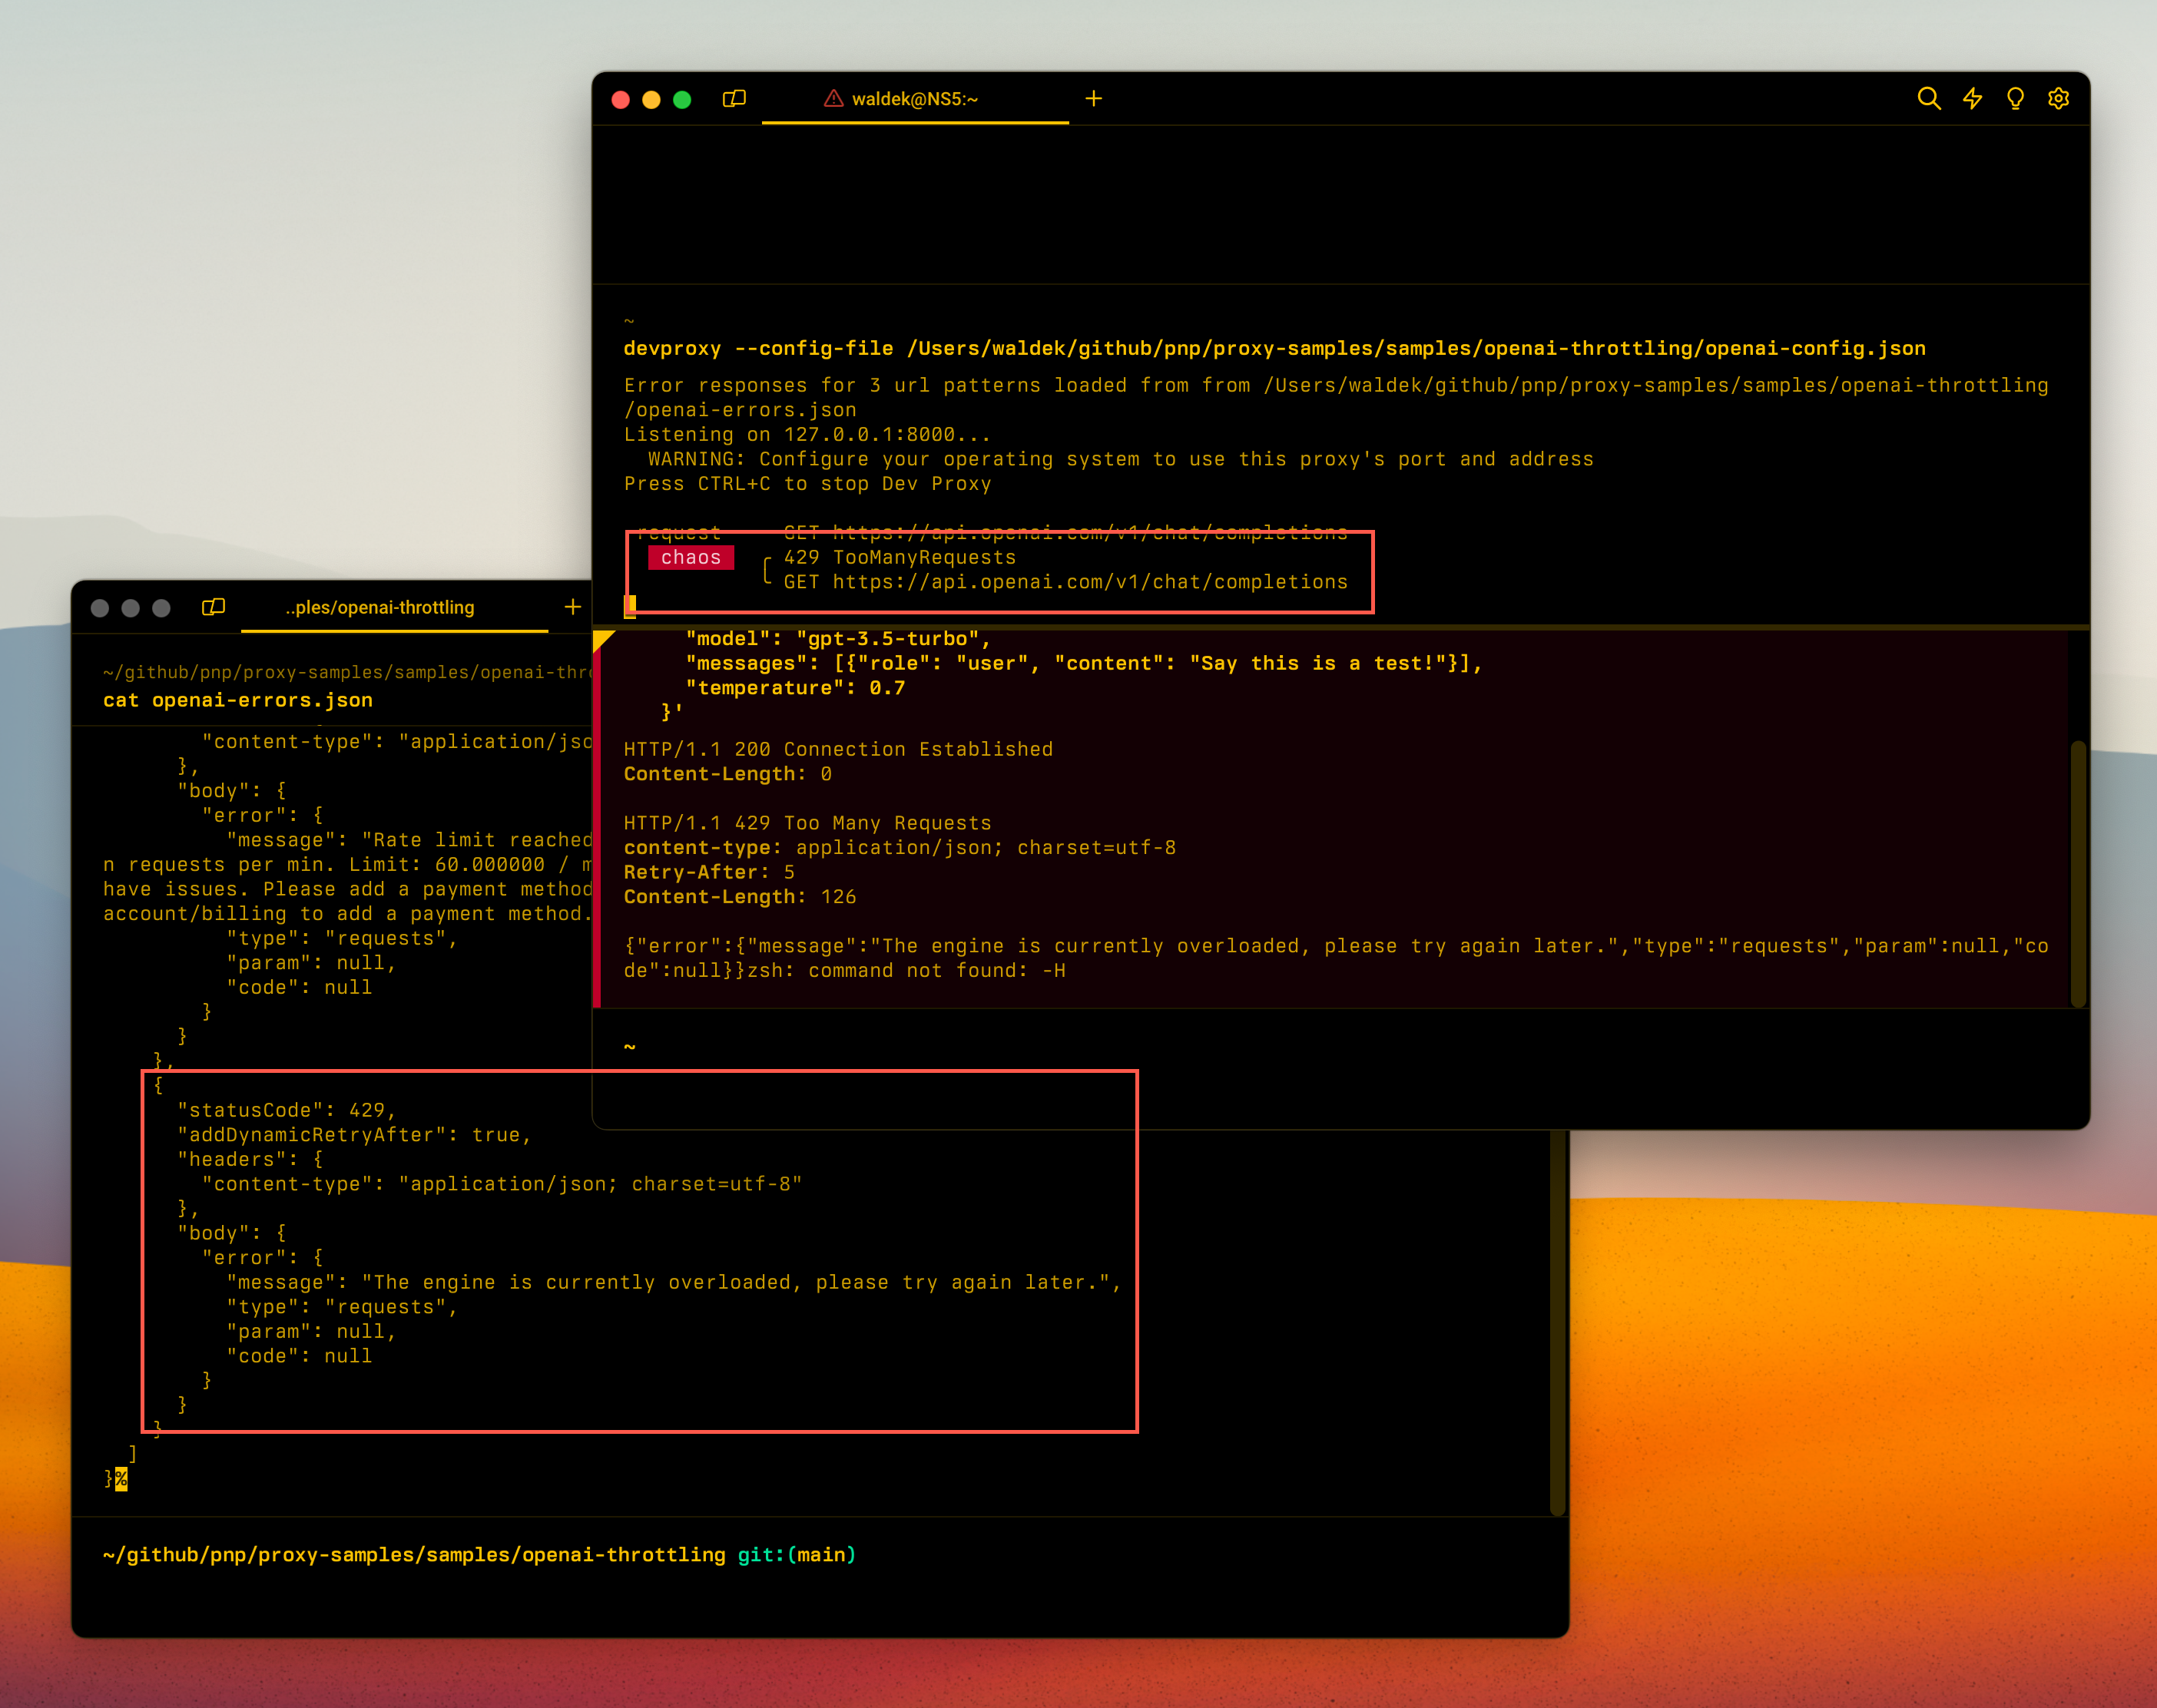 waldek@NS5:~
~
devproxy --config-file /Users/waldek/github/pnp/proxy-samples/samples/openai-throttling/openai-config.json
Error responses for 3 url patterns loaded from from /Users/waldek/github/pnp/proxy-samples/samples/openai-throttling
/openai-errors.json
Listening on 127.0.0.1:8000...
WARNING: Configure your operating system to use this proxy's port and address
Press CTRL+C to stop Dev Proxy
request GET https://api.openai.com/v1/chat/completions
chaos ╭ 429 TooManyRequests
╰ GET https://api.openai.com/v1/chat/completions
"model": "gpt-3.5-turbo",
"messages": [{"role": "user", "content": "Say this is a test!"}],
"temperature": 0.7
}'
HTTP/1.1 200 Connection Established
Content-Length: 0
HTTP/1.1 429 Too Many Requests
content-type: application/json; charset=utf-8
Retry-After: 5
Content-Length: 126
{"error":{"message":"The engine is currently overloaded, please try again later.","type":"requests","param":null,"co
de":null}}zsh: command not found: -H
~
..ples/openai-throttling
~/github/pnp/proxy-samples/samples/openai-thr
cat openai-errors.json
"content-type": "application/jso
},
"body": {
"error": {
"message": "Rate limit reached
n requests per min. Limit: 60.000000 / m
have issues. Please add a payment method
account/billing to add a payment method.
"type": "requests",
"param": null,
"code": null
}
}
},
{
"statusCode": 429,
"addDynamicRetryAfter": true,
"headers": {
"content-type": "application/json; charset=utf-8"
},
"body": {
"error": {
"message": "The engine is currently overloaded, please try again later.",
"type": "requests",
"param": null,
"code": null
}
}
}
]
}%
~/github/pnp/proxy-samples/samples/openai-throttling git:(main)